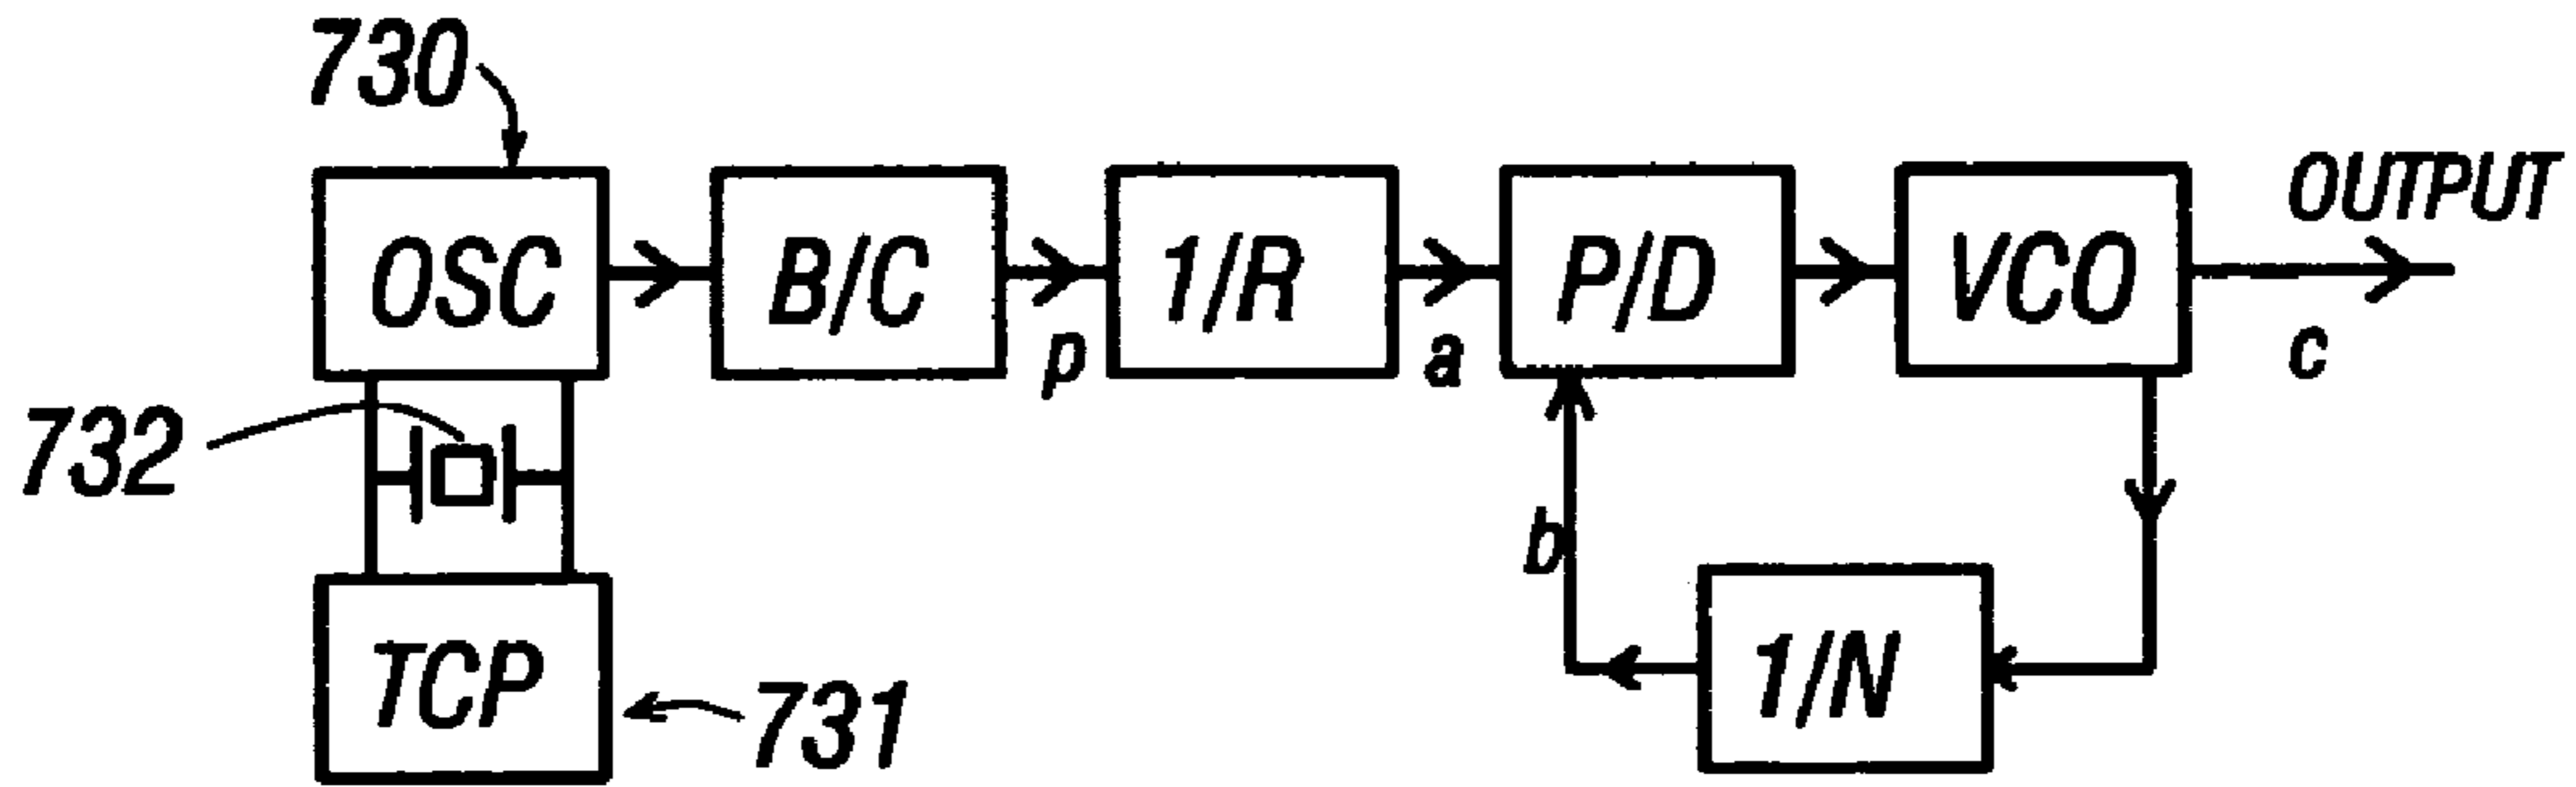 730
OUTPUT
OSC
B/C
1/R
P/D
VCO
p
a
c
732
b
TCP
731
1/N